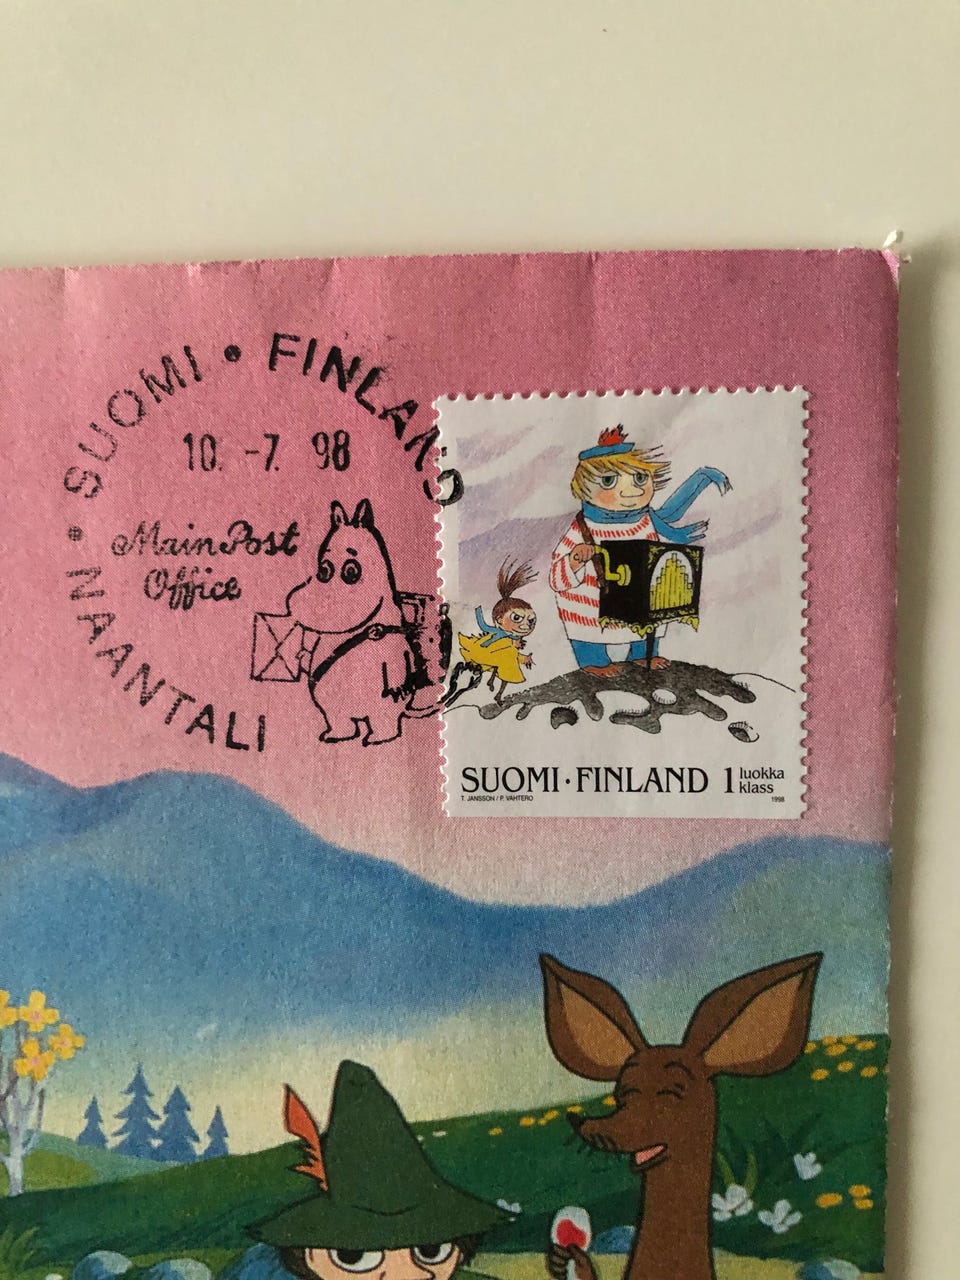 SUOMI • FINLAND
10. -7. 98
Main Post
Office
• NAANTALI
SUOMI · FINLAND 1 luokka
klass
T. JANSSON / P. VAHTERO 1998